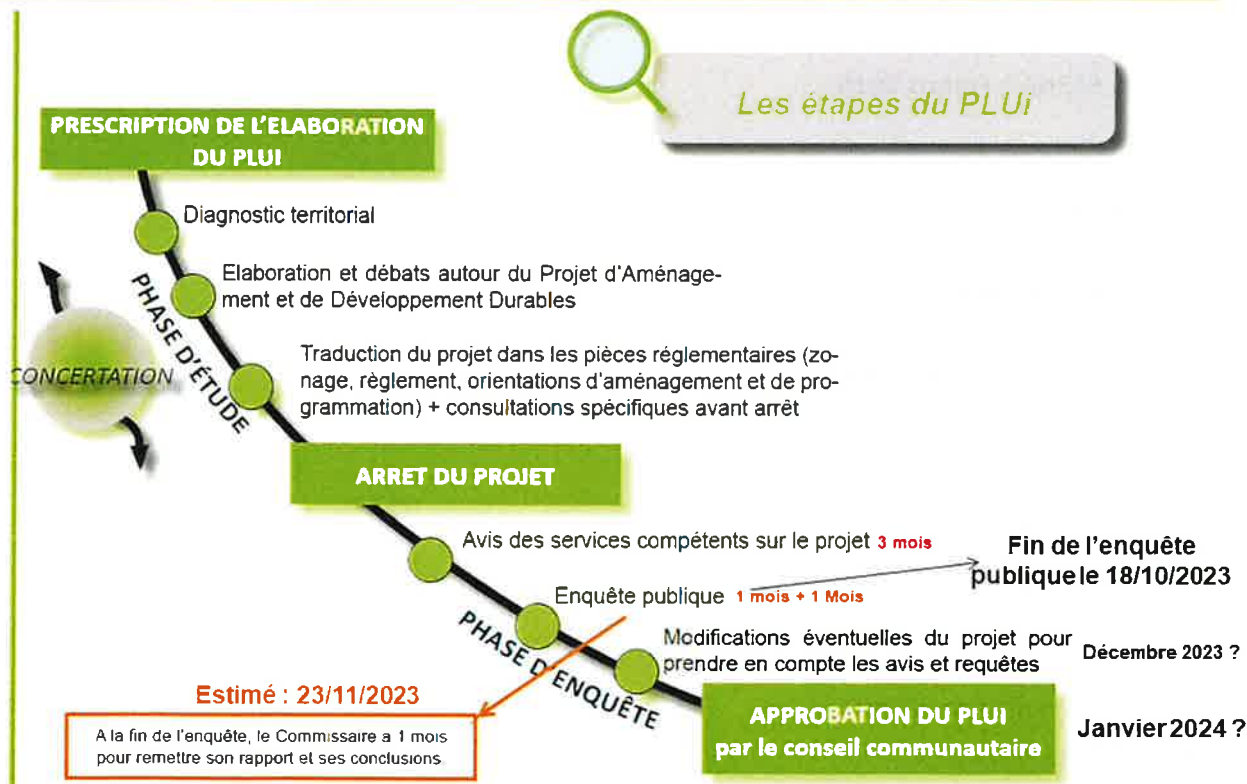 Les étapes du PLUi
PRESCRIPTION DE L'ELABORATION
DU PLUI
Diagnostic territorial
Elaboration et débats autour du Projet d'Aménage-
ment et de Développement Durables
Traduction du projet dans les pièces réglementaires (zo-
nage, règlement, orientations d'aménagement et de pro-
grammation) + consultations spécifiques avant arrêt
CONCERTATION
PHASE D'ÉTUDE
ARRET DU PROJET
Avis des services compétents sur le projet 3 mois
Fin de l'enquête
publique le 18/10/2023
Enquête publique 1 mois + 1 Mois
PHASE D'ENQUÊTE
Modifications éventuelles du projet pour
prendre en compte les avis et requêtes
Décembre 2023 ?
Estimé : 23/11/2023
A la fin de l'enquête, le Commissaire a 1 mois
pour remettre son rapport et ses conclusions
APPROBATION DU PLUI
par le conseil communautaire
Janvier 2024 ?